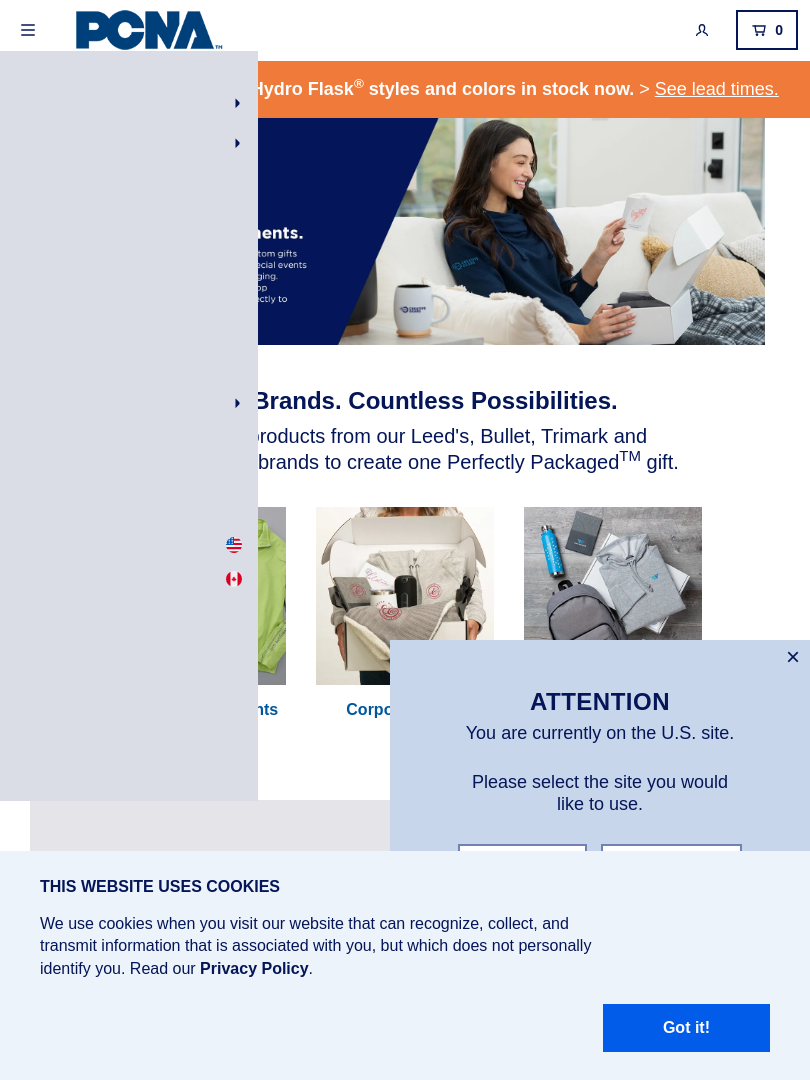 PCNA™
0
Hydro Flask® styles and colors in stock now. > See lead times.
nents.
tom gifts
ecial events
ging.
op
ectly to
Brands. Countless Possibilities.
products from our Leed's, Bullet, Trimark and
brands to create one Perfectly Packaged™ gift.
nts
Corpo
ATTENTION
You are currently on the U.S. site.
Please select the site you would
like to use.
THIS WEBSITE USES COOKIES
We use cookies when you visit our website that can recognize, collect, and
transmit information that is associated with you, but which does not personally
identify you. Read our Privacy Policy.
Got it!